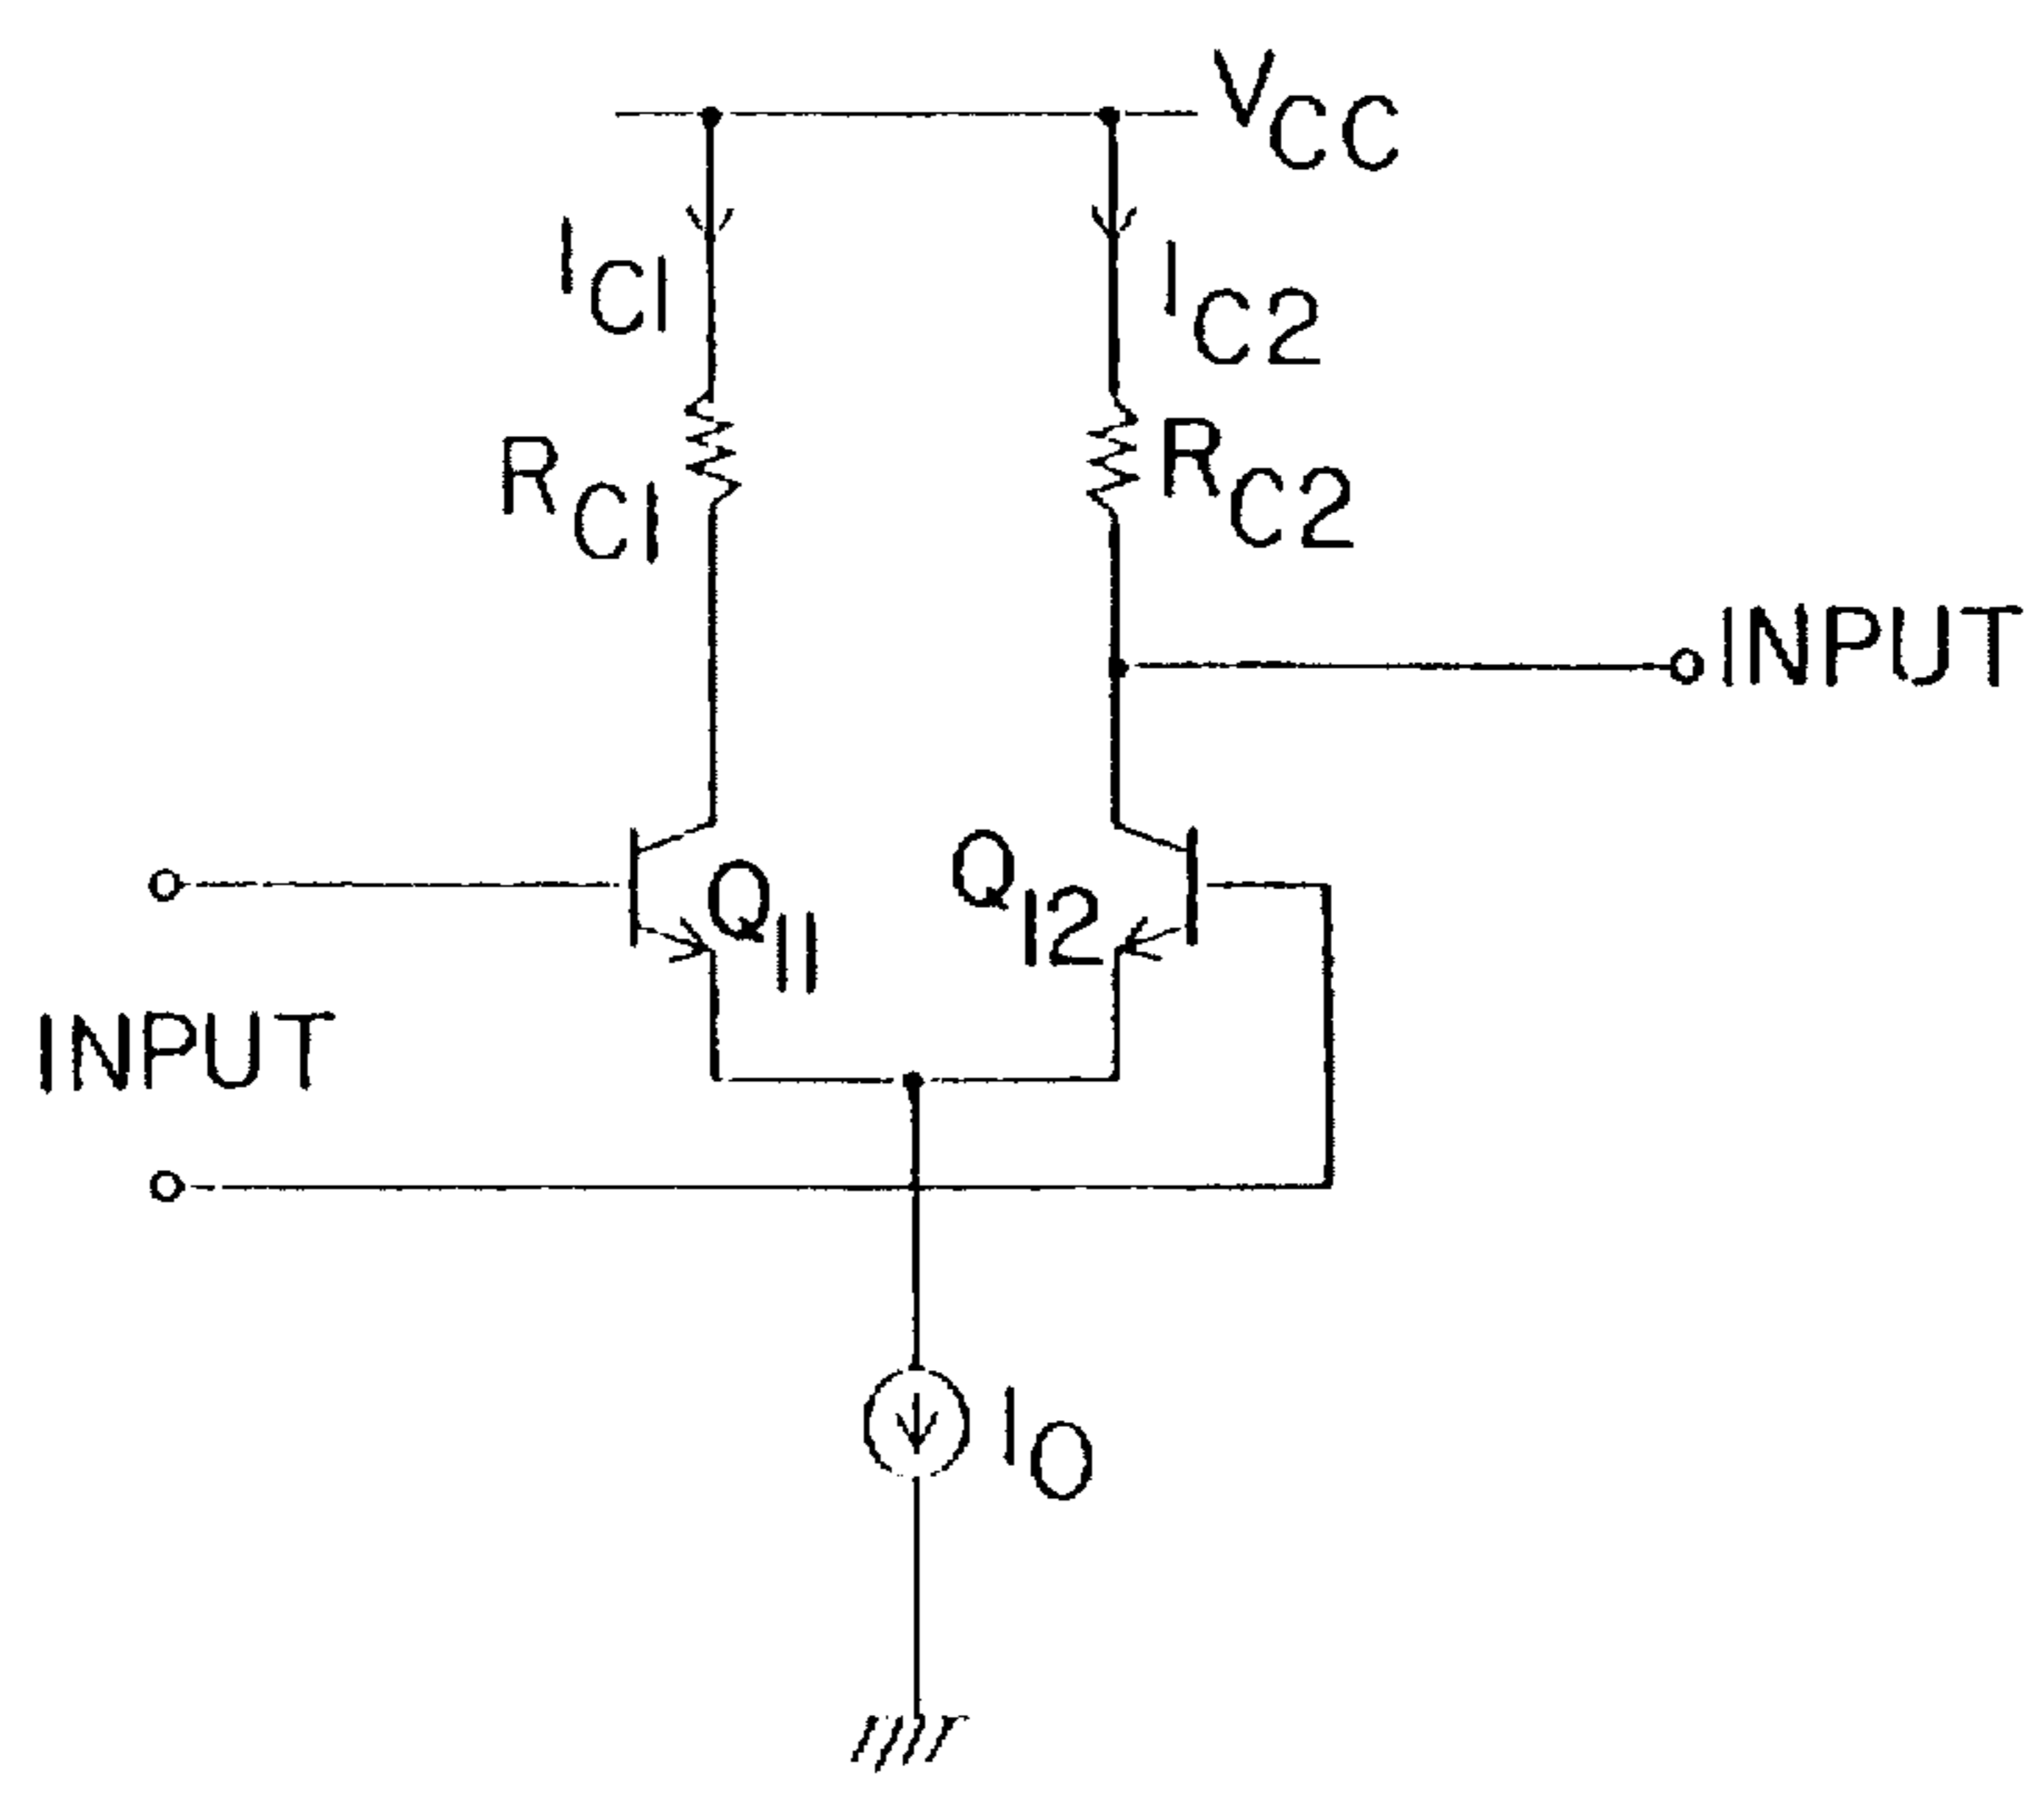 VCC
IC1
IC2
RC1
RC2
INPUT
Q11
Q12
INPUT
IO